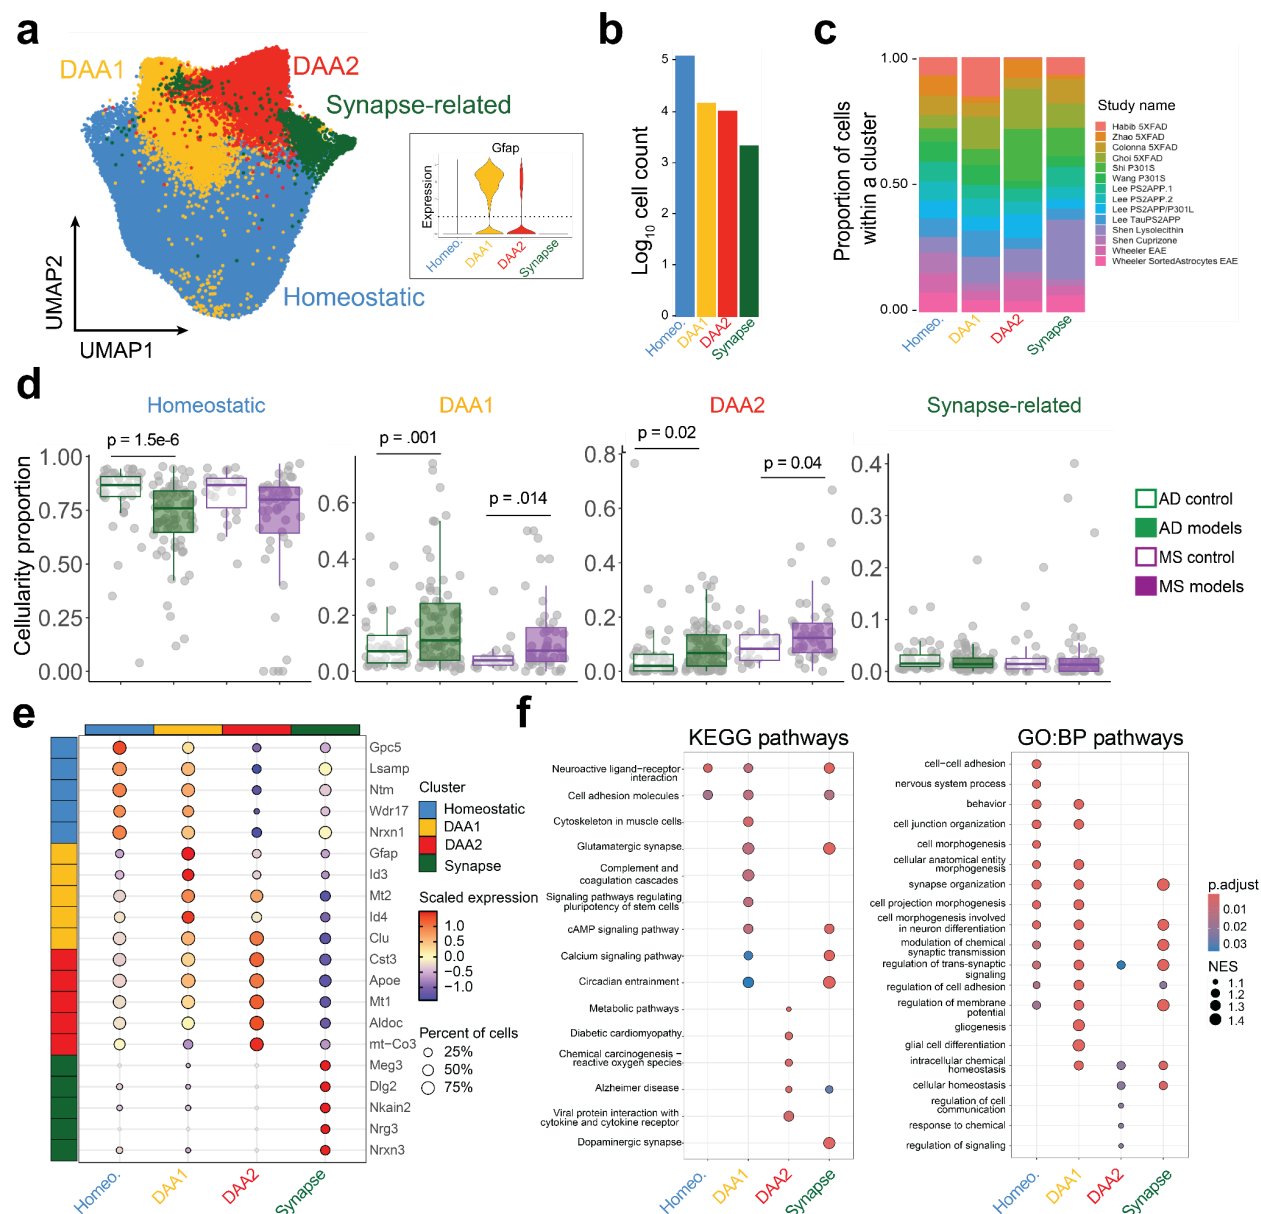 a
DAA1
DAA2
Synapse-related
Homeostatic
UMAP2
UMAP1
Gfap
Expression
Homeo.
DAA1
DAA2
Synapse
b
Log10 cell count
5
4
3
2
1
0
Homeo.
DAA1
DAA2
Synapse
c
Proportion of cells
within a cluster
1.00
0.50
0.00
Homeo.
DAA1
DAA2
Synapse
Study name
Habib 5XFAD
Zhao 5XFAD
Colonna 5XFAD
Choi 5XFAD
Shi P301S
Wang P301S
Lee PS2APP.1
Lee PS2APP.2
Lee PS2APP/P301L
Lee TauPS2APP
Shen Lysolecithin
Shen Cuprizone
Wheeler EAE
Wheeler SortedAstrocytes EAE
d
Homeostatic
DAA1
DAA2
Synapse-related
Cellularity proportion
p = 1.5e-6
1.00
0.75
0.50
0.25
0.00
p = .001
p = .014
0.6
0.4
0.2
0.0
p = 0.02
p = 0.04
0.8
0.6
0.4
0.2
0.0
0.4
0.3
0.2
0.1
0.0
AD control
AD models
MS control
MS models
e
Gpc5
Lsamp
Ntm
Wdr17
Nrxn1
Gfap
Id3
Mt2
Id4
Clu
Cst3
Apoe
Mt1
Aldoc
mt−Co3
Meg3
Dlg2
Nkain2
Nrg3
Nrxn3
Homeo.
DAA1
DAA2
Synapse
Cluster
Homeostatic
DAA1
DAA2
Synapse
Scaled expression
1.0
0.5
0.0
−0.5
−1.0
Percent of cells
25%
50%
75%
f
KEGG pathways
Neuroactive ligand−receptor
interaction
Cell adhesion molecules
Cytoskeleton in muscle cells
Glutamatergic synapse
Complement and
coagulation cascades
Signaling pathways regulating
pluripotency of stem cells
cAMP signaling pathway
Calcium signaling pathway
Circadian entrainment
Metabolic pathways
Diabetic cardiomyopathy
Chemical carcinogenesis −
reactive oxygen species
Alzheimer disease
Viral protein interaction with
cytokine and cytokine receptor
Dopaminergic synapse
Homeo.
DAA1
DAA2
Synapse
GO:BP pathways
cell−cell adhesion
nervous system process
behavior
cell junction organization
cell morphogenesis
cellular anatomical entity
morphogenesis
synapse organization
cell projection morphogenesis
cell morphogenesis involved
in neuron differentiation
modulation of chemical
synaptic transmission
regulation of trans−synaptic
signaling
regulation of cell adhesion
regulation of membrane
potential
gliogenesis
glial cell differentiation
intracellular chemical
homeostasis
cellular homeostasis
regulation of cell
communication
response to chemical
regulation of signaling
Homeo.
DAA1
DAA2
Synapse
p.adjust
0.01
0.02
0.03
NES
1.1
1.2
1.3
1.4